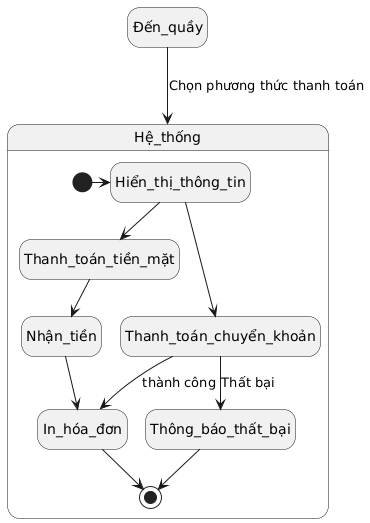 Đến_quầy
Chọn phương thức thanh toán
Hệ_thống
Hiển_thị_thông_tin
Thanh_toán_tiền_mặt
Nhận_tiền
Thanh_toán_chuyển_khoản
thành công
Thất bại
In_hóa_đơn
Thông_báo_thất_bại